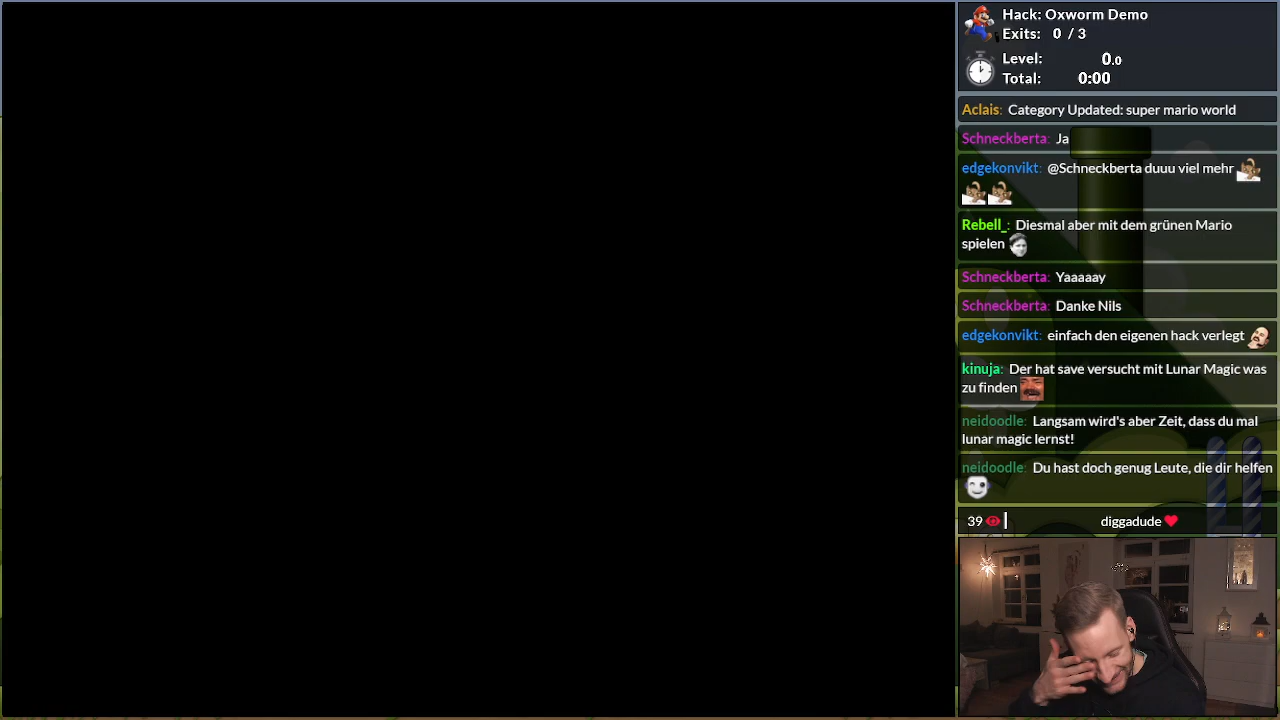 Hack: Oxworm Demo
Exits: 0 / 3
Level: 0.0
Total: 0:00
Aclais: Category Updated: super mario world
Schneckberta: Ja
edgekonvikt: @Schneckberta duuu viel mehr
Rebell_: Diesmal aber mit dem grünen Mario
spielen
Schneckberta: Yaaaaay
Schneckberta: Danke Nils
edgekonvikt: einfach den eigenen hack verlegt
kinuja: Der hat save versucht mit Lunar Magic was
zu finden
neidoodle: Langsam wird's aber Zeit, dass du mal
lunar magic lernst!
neidoodle: Du hast doch genug Leute, die dir helfen
39 diggadude